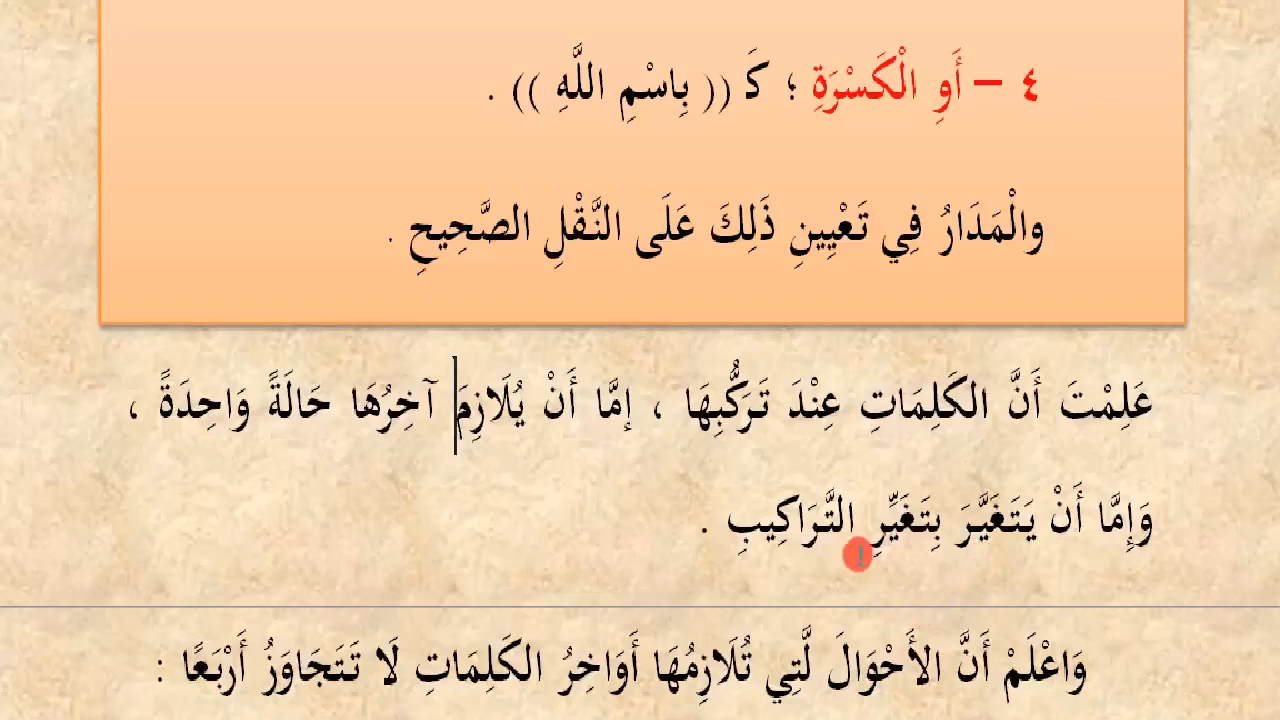 ٤ – أَوِ الْكَسْرَةِ ؛ كَـ (( بِاسْمِ اللَّهِ )) .
والْمَدَارُ فِي تَعْيِينِ ذَلِكَ عَلَى النَّقْلِ الصَّحِيحِ .
عَلِمْتَ أَنَّ الكَلِمَاتِ عِنْدَ تَرَكُّبِهَا ، إِمَّا أَنْ يُلَازِمَ آخِرُهَا حَالَةً وَاحِدَةً ،
وَإِمَّا أَنْ يَتَغَيَّرَ بِتَغَيِّرِ التَّرَاكِيبِ .
وَاعْلَمْ أَنَّ الأَحْوَالَ لَّتِي تُلَازِمُهَا أَوَاخِرُ الكَلِمَاتِ لَا تَتَجَاوَزُ أَرْبَعًا :